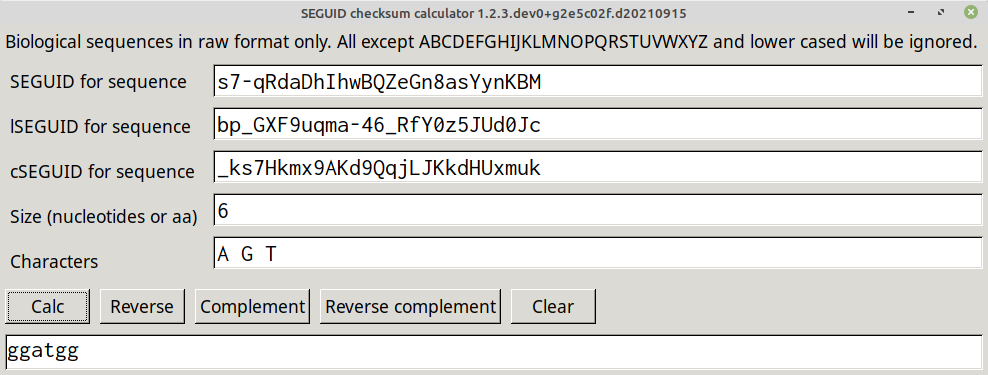 SEGUID checksum calculator 1.2.3.dev0+g2e5c02f.d20210915
Biological sequences in raw format only. All except ABCDEFGHIJKLMNOPQRSTUVWXYZ and lower cased will be ignored.
SEGUID for sequence s7-qRdaDhIhwBQZeGn8asYynKBM
lSEGUID for sequence bp_GXF9uqma-46_RfY0z5JUd0Jc
cSEGUID for sequence _ks7Hkmx9AKd9QqjLJKkdHUxmuk
Size (nucleotides or aa) 6
Characters A G T
Calc Reverse Complement Reverse complement Clear
ggatgg